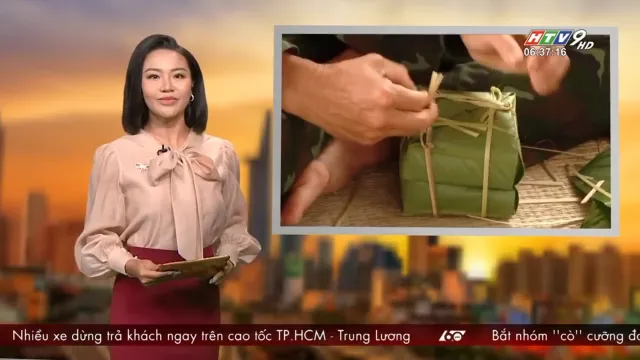 HTV9 HD
06:37:16
Nhiều xe dừng trả khách ngay trên cao tốc TP.HCM - Trung Lương 60 Bắt nhóm "cò" cưỡng đ